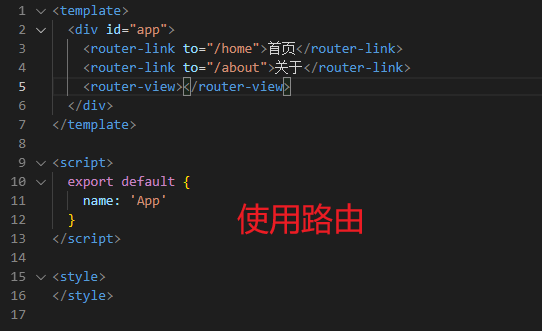 1 <template>
2 <div id="app">
3 <router-link to="/home">首页</router-link>
4 <router-link to="/about">关于</router-link>
5 <router-view></router-view>
6 </div>
7 </template>
8
9 <script>
10 export default {
11 name: 'App'
12 }
13 </script>
14
15 <style>
16 </style>
17
使用路由